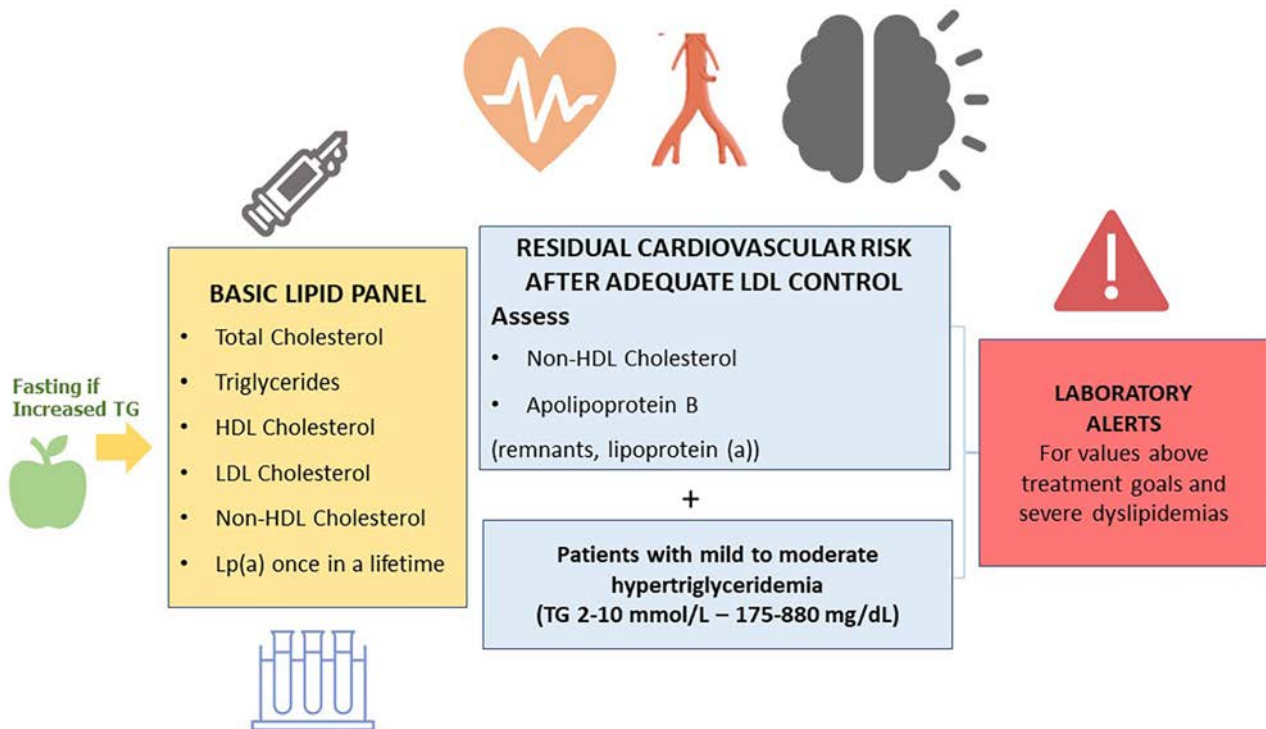 Fasting if
Increased TG
BASIC LIPID PANEL
• Total Cholesterol
• Triglycerides
• HDL Cholesterol
• LDL Cholesterol
• Non-HDL Cholesterol
• Lp(a) once in a lifetime
RESIDUAL CARDIOVASCULAR RISK
AFTER ADEQUATE LDL CONTROL
Assess
• Non-HDL Cholesterol
• Apolipoprotein B
(remnants, lipoprotein (a))
+
Patients with mild to moderate
hypertriglyceridemia
(TG 2-10 mmol/L – 175-880 mg/dL)
LABORATORY
ALERTS
For values above
treatment goals and
severe dyslipidemias